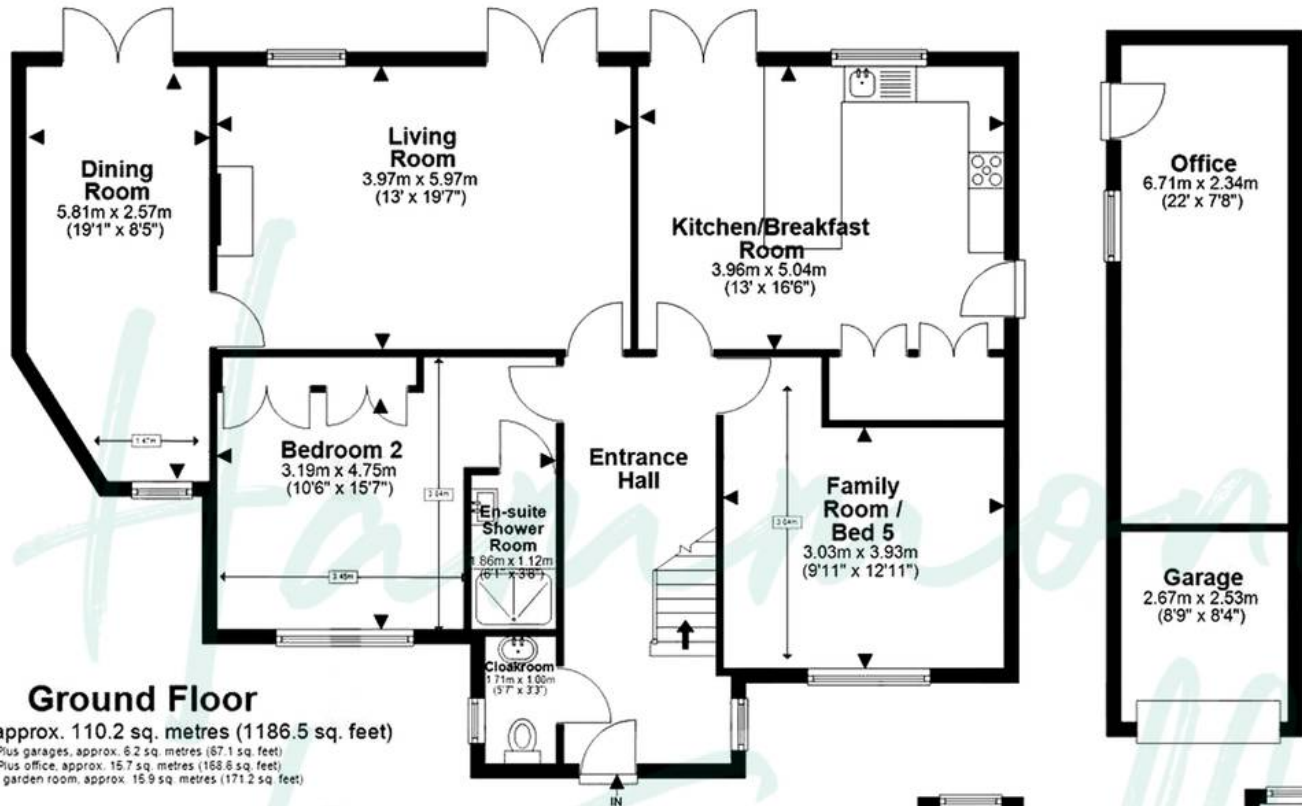 Living
Room
3.97m x 5.97m
(13' x 19'7")
Dining
Room
5.81m x 2.57m
(19'1" x 8'5")
Kitchen/Breakfast
Room
3.96m x 5.04m
(13' x 16'6")
Office
6.71m x 2.34m
(22' x 7'8")
Bedroom 2
3.19m x 4.75m
(10'6" x 15'7")
3.45m
En-suite
Shower
Room
1.86m x 1.12m
(6'1" x 3'8")
Entrance
Hall
Family
Room /
Bed 5
3.03m x 3.93m
(9'11" x 12'11")
Garage
2.67m x 2.53m
(8'9" x 8'4")
Cloakroom
1.71m x 1.00m
(5'7" x 3'3")
IN
Ground Floor
approx. 110.2 sq. metres (1186.5 sq. feet)
Plus garages, approx. 6.2 sq. metres (67.1 sq. feet)
Plus office, approx. 15.7 sq. metres (168.6 sq. feet)
garden room, approx. 15.9 sq. metres (171.2 sq. feet)